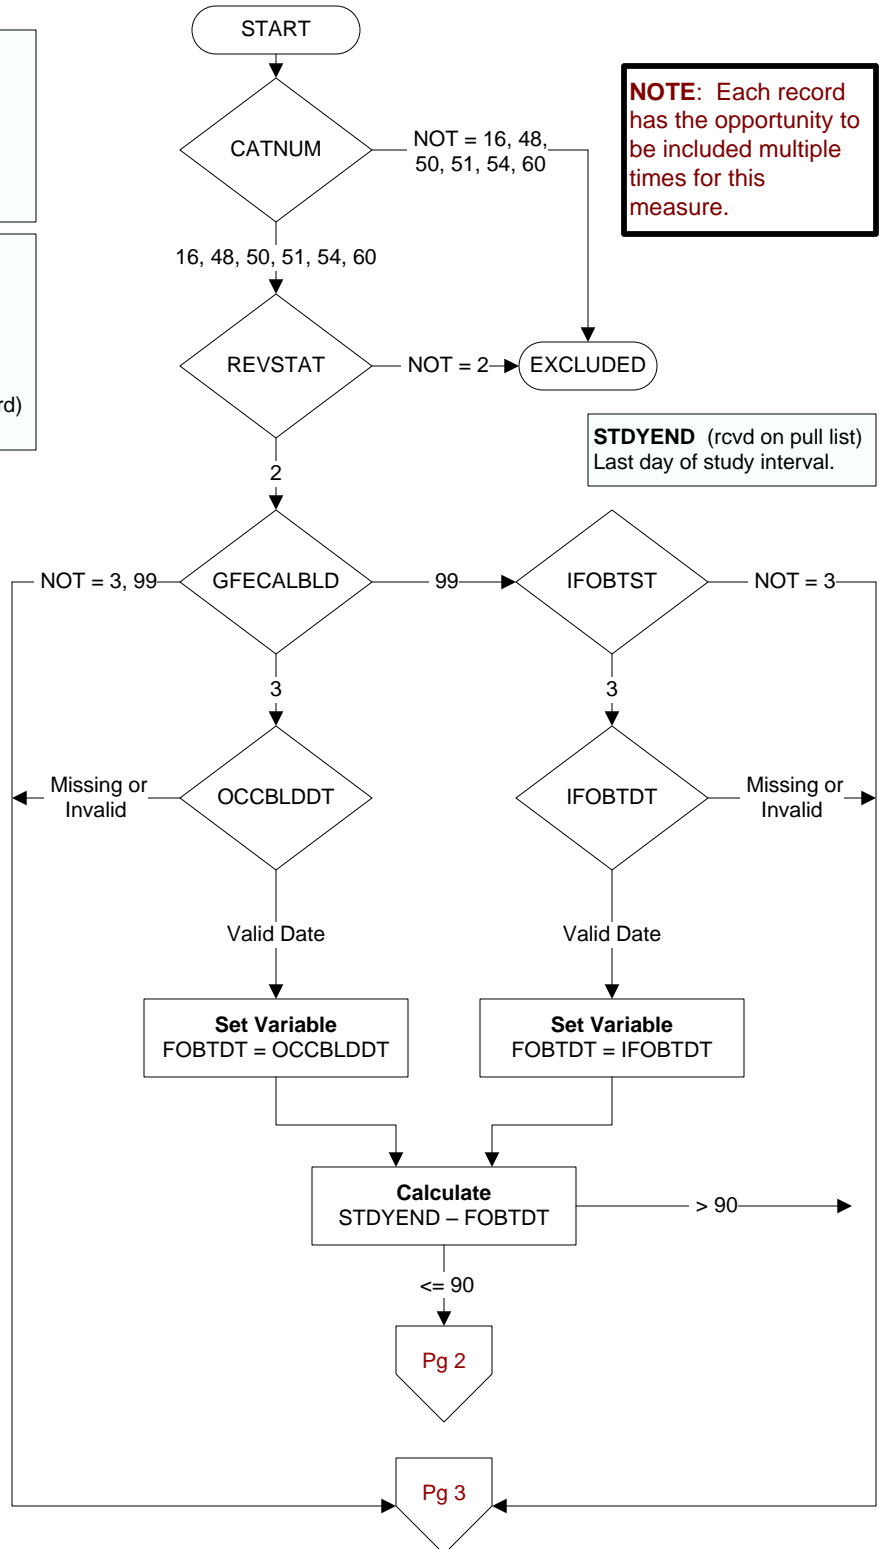 START
CATNUM
NOT = 16, 48,
50, 51, 54, 60
NOTE: Each record
has the opportunity to
be included multiple
times for this
measure.
16, 48, 50, 51, 54, 60
REVSTAT
NOT = 2
EXCLUDED
rd)
STDYEND (rcvd on pull list)
Last day of study interval.
2
NOT = 3, 99
GFECALBLD
99
IFOBTST
NOT = 3
3
3
Missing or
Invalid
OCCBLDDT
IFOBTDT
Missing or
Invalid
Valid Date
Valid Date
Set Variable
FOBTDT = OCCBLDDT
Set Variable
FOBTDT = IFOBTDT
Calculate
STDYEND – FOBTDT
> 90
<= 90
Pg 2
Pg 3